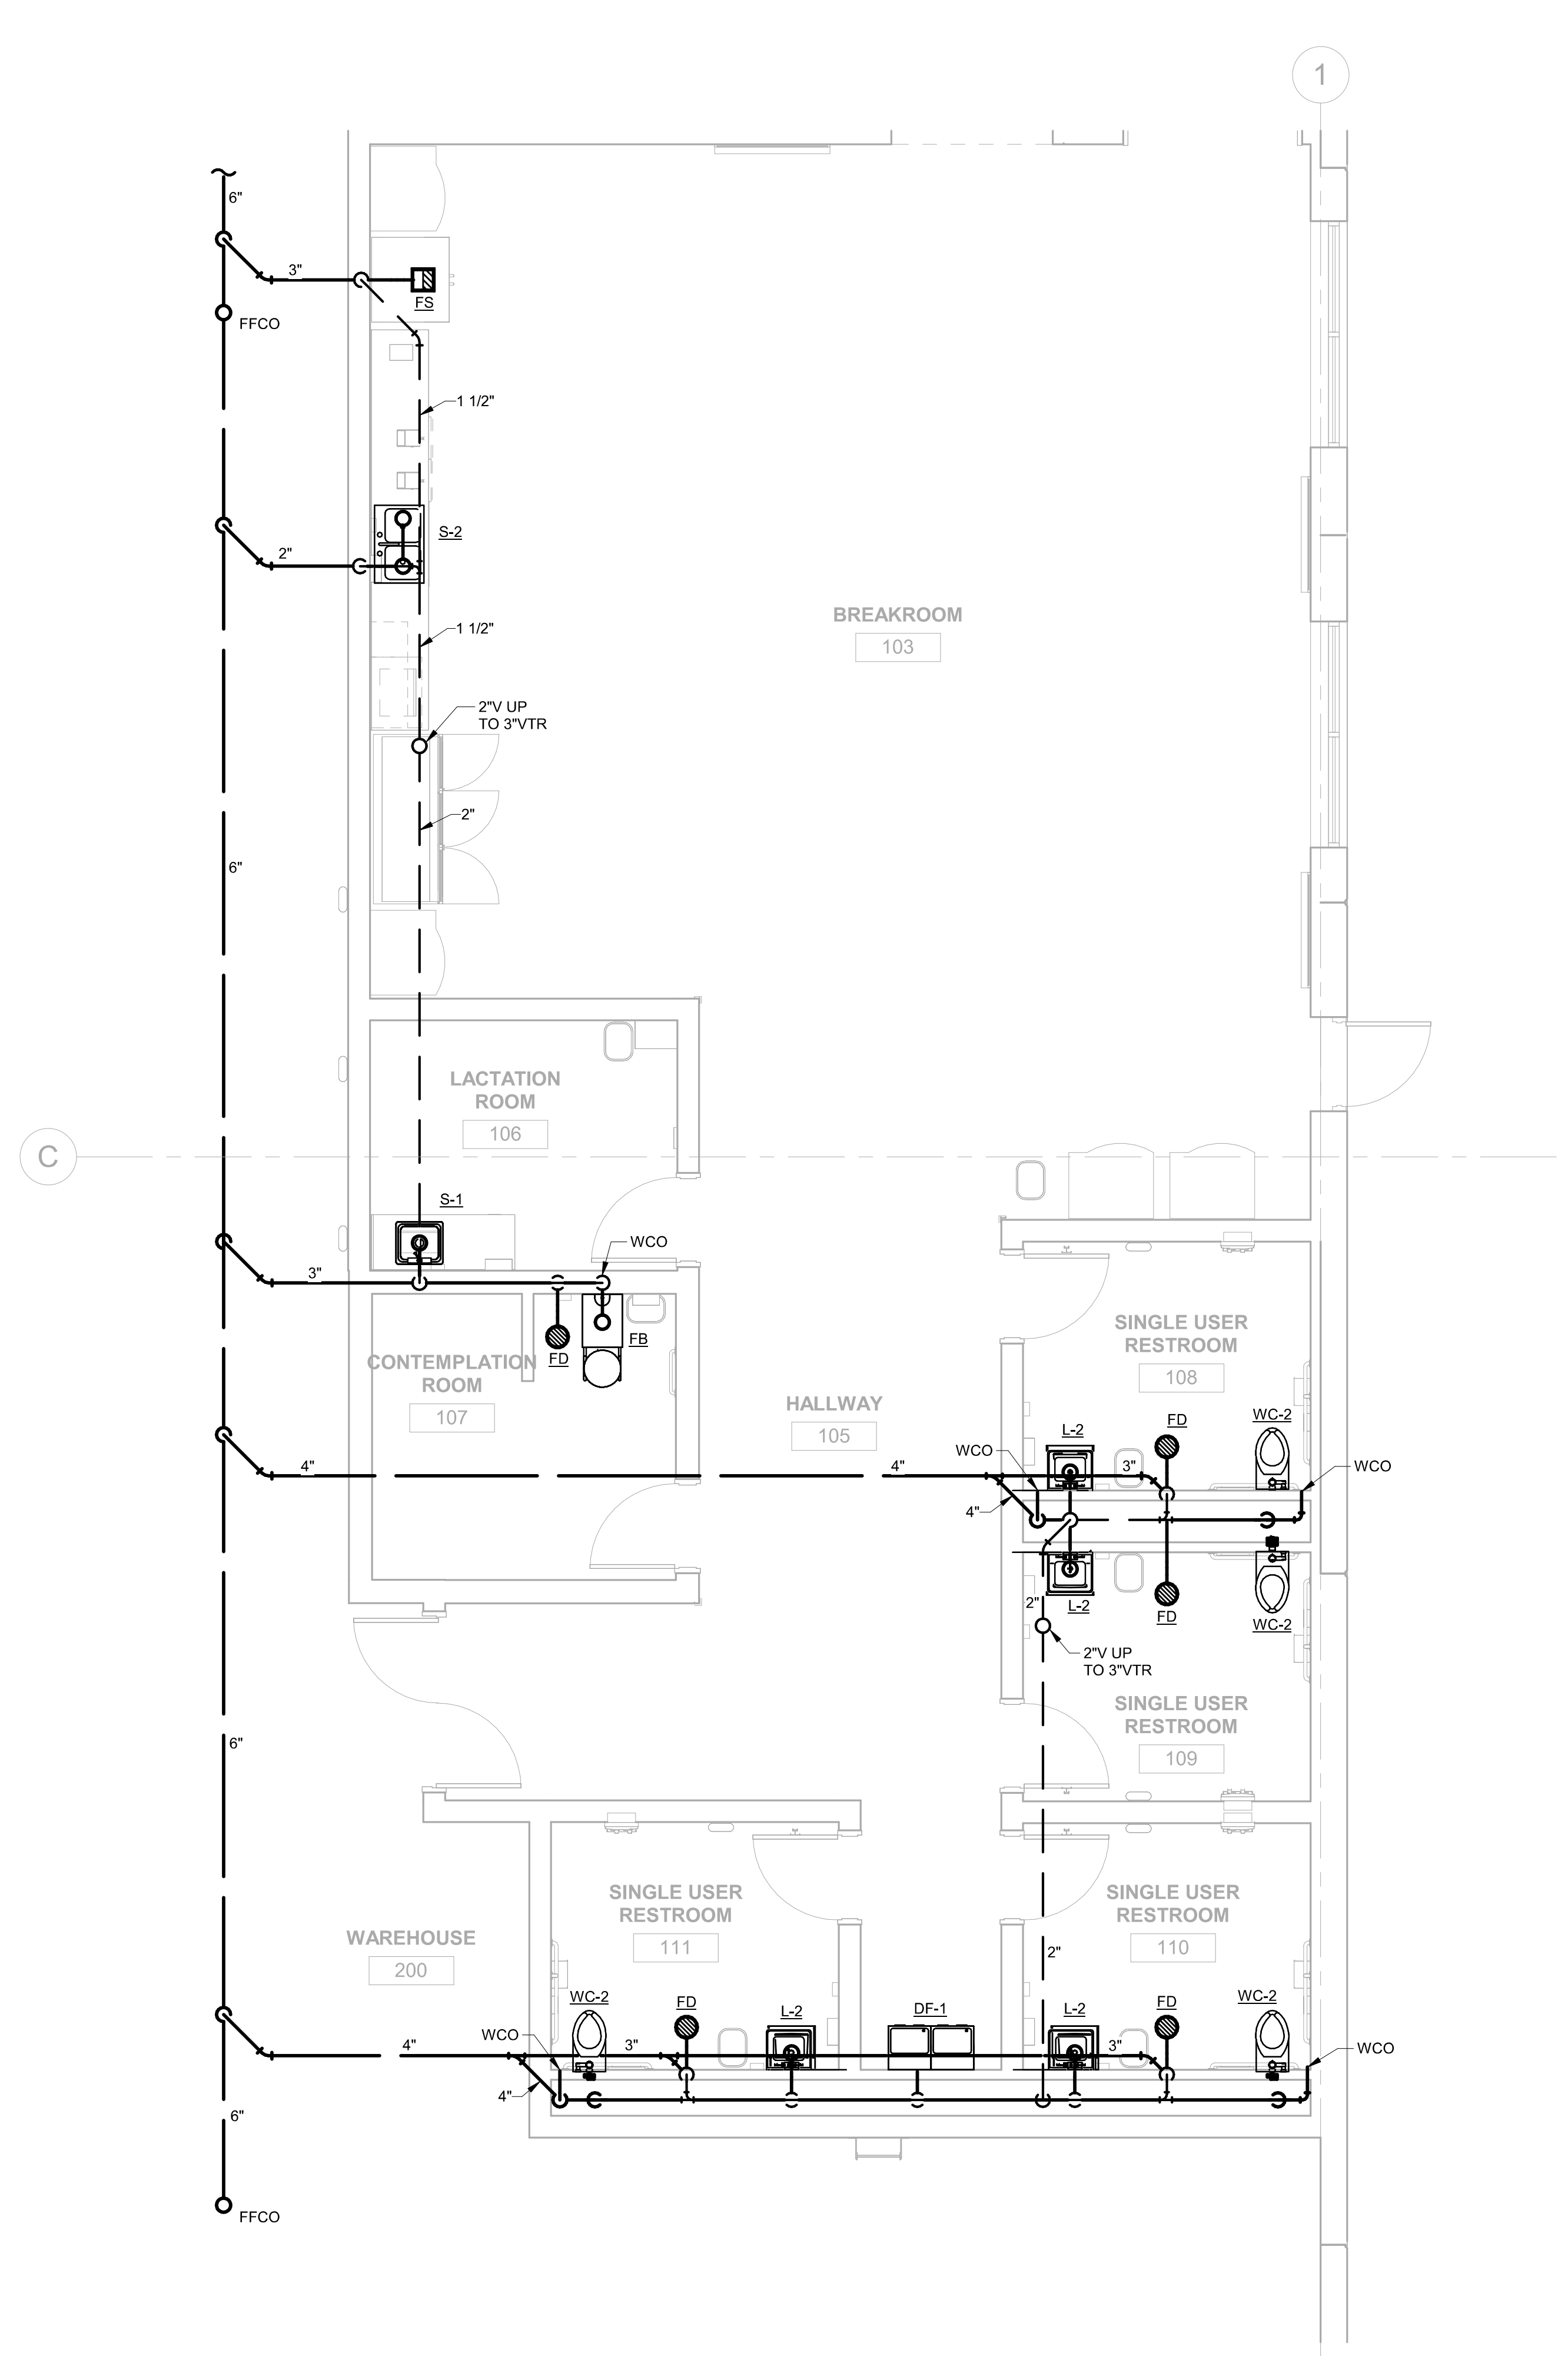 1
6"
3"
FS
FFCO
1 1/2"
2"
S-2
BREAKROOM
103
1 1/2"
2"V UP
TO 3"VTR
2"
6"
LACTATION
ROOM
106
C
S-1
WCO
3"
FD
FB
CONTEMPLATION
ROOM
107
SINGLE USER
RESTROOM
108
HALLWAY
105
L-2
FD
WC-2
WCO
WCO
4"
4"
3"
4"
2"
L-2
FD
WC-2
2"V UP
TO 3"VTR
SINGLE USER
RESTROOM
109
6"
SINGLE USER
RESTROOM
111
SINGLE USER
RESTROOM
110
WAREHOUSE
200
2"
WC-2
FD
L-2
DF-1
L-2
FD
WC-2
WCO
WCO
4"
3"
3"
4"
6"
FFCO